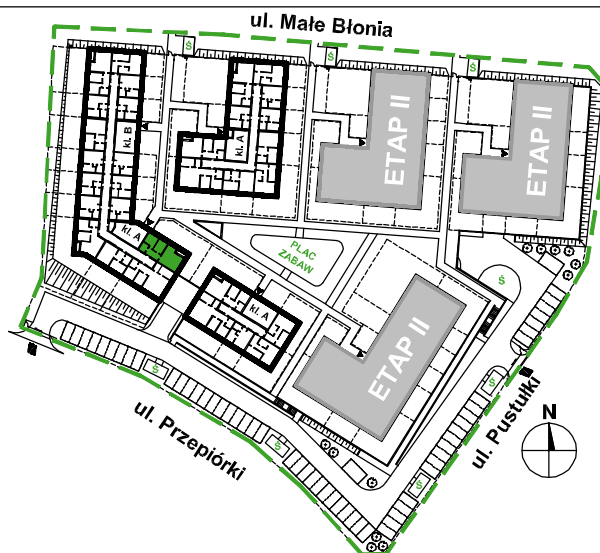 ul. Małe Błonia
Ś
Ś
Ś
kl. B
kl. A
ETAP II
ETAP II
kl. A
PLAC
ZABAW
Ś
kl. A
ETAP II
Ś
Ś
Ś
Ś
ul. Przepiórki
ul. Pustułki
N